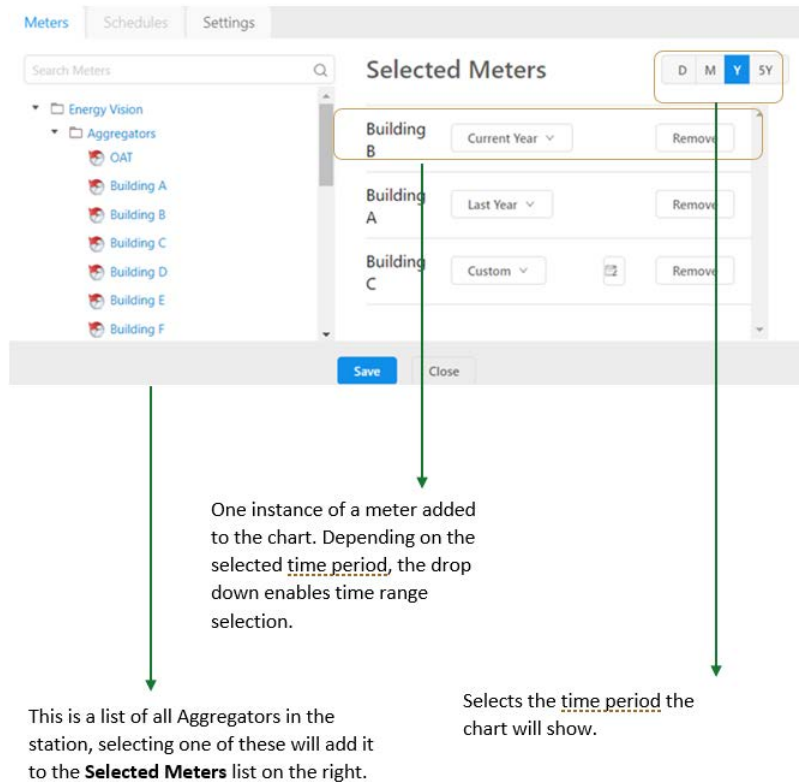 Meters Schedules Settings
Search Meters
Selected Meters
D M Y 5Y
Energy Vision
Aggregators
OAT
Building A
Building B
Building C
Building D
Building E
Building F
Building
B
Current Year
Remove
Building
A
Last Year
Remove
Building
C
Custom
Remove
Save Close
One instance of a meter added
to the chart. Depending on the
selected time period, the drop
down enables time range
selection.
This is a list of all Aggregators in the
station, selecting one of these will add it
to the Selected Meters list on the right.
Selects the time period the
chart will show.